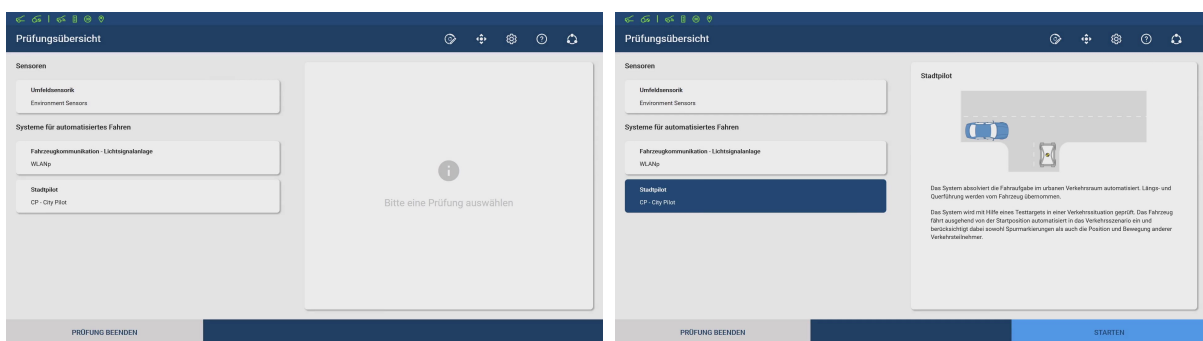 Prüfungsübersicht
Sensoren
Umfeldsensorik
Environment Sensors
Systeme für automatisiertes Fahren
Fahrzeugkommunikation - Lichtsignalanlage
WLANp
Stadtpilot
CP - City Pilot
Bitte eine Prüfung auswählen
PRÜFUNG BEENDEN
Prüfungsübersicht
Sensoren
Umfeldsensorik
Environment Sensors
Systeme für automatisiertes Fahren
Fahrzeugkommunikation - Lichtsignalanlage
WLANp
Stadtpilot
CP - City Pilot
Stadtpilot
Das System absolviert die Fahraufgabe im urbanen Verkehrsraum automatisiert. Längs- und
Querführung werden vom Fahrzeug übernommen.
Das System wird mit Hilfe eines Testtargets in einer Verkehrssituation geprüft. Das Fahrzeug
fährt ausgehend von der Startposition automatisiert in das Verkehrsszenario ein und
berücksichtigt dabei sowohl Spurmarkierungen als auch die Position und Bewegung anderer
Verkehrsteilnehmer.
PRÜFUNG BEENDEN
STARTEN